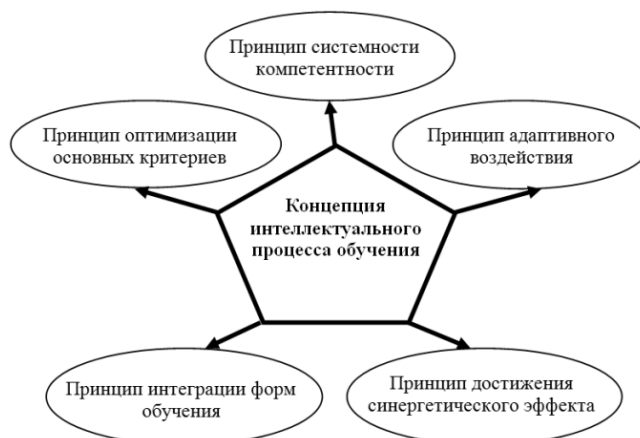 Принцип системности
компетентности
Принцип оптимизации
основных критериев
Принцип адаптивного
воздействия
Концепция
интеллектуального
процесса обучения
Принцип интеграции форм
обучения
Принцип достижения
синергетического эффекта